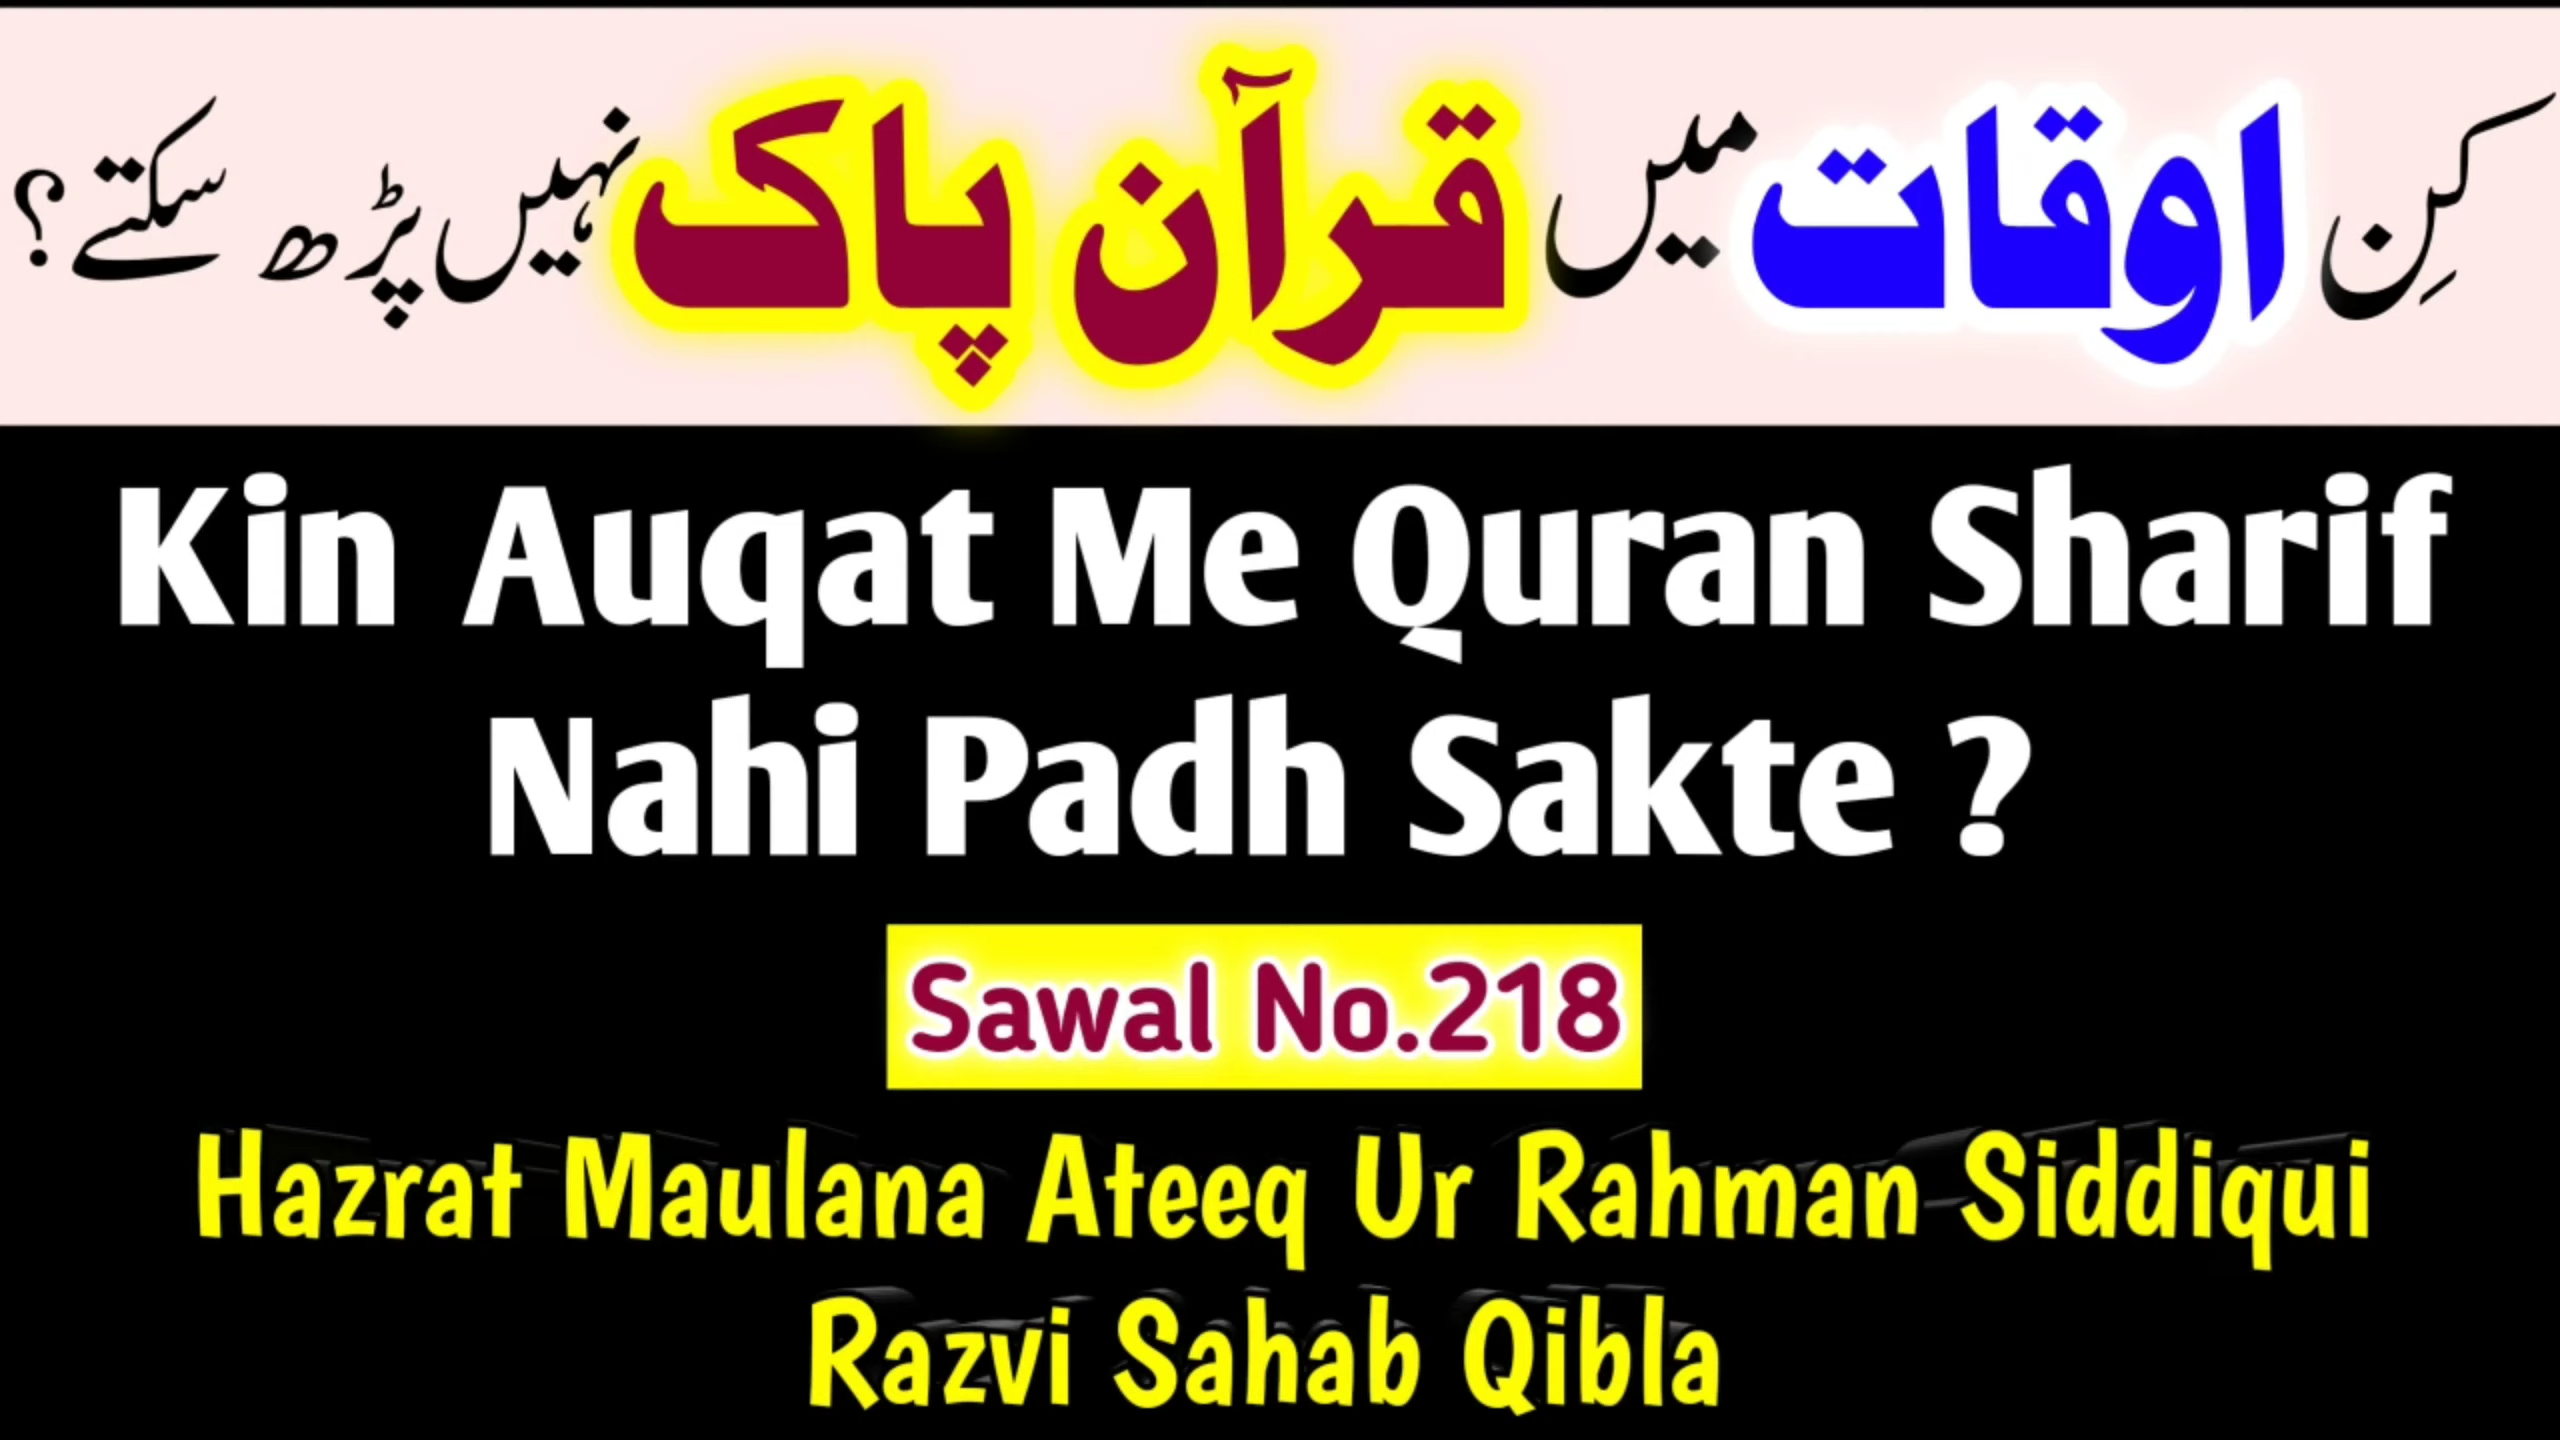 کِن اوقات میں قرآن پاک نہیں پڑھ سکتے؟
Kin Auqat Me Quran Sharif
Nahi Padh Sakte ?
Sawal No.218
Hazrat Maulana Ateeq Ur Rahman Siddiqui
Razvi Sahab Qibla